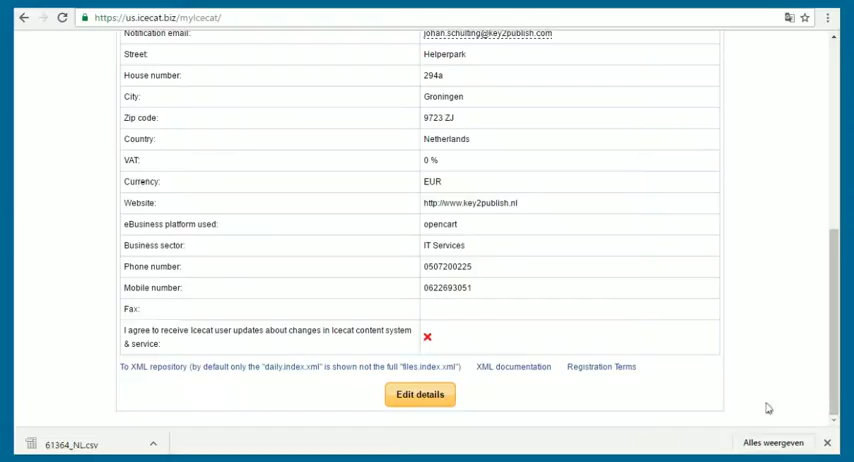 https://us.icecat.biz/myIcecat/
Notification email: johan.schulting@key2publish.com
Street: Helperpark
House number: 294a
City: Groningen
Zip code: 9723 ZJ
Country: Netherlands
VAT: 0 %
Currency: EUR
Website: http://www.key2publish.nl
eBusiness platform used: opencart
Business sector: IT Services
Phone number: 0507200225
Mobile number: 0622693051
Fax:
I agree to receive Icecat user updates about changes in Icecat content system
& service:
To XML repository (by default only the "daily.index.xml" is shown not the full "files.index.xml") XML documentation Registration Terms
Edit details
61364_NL.csv Alles weergeven